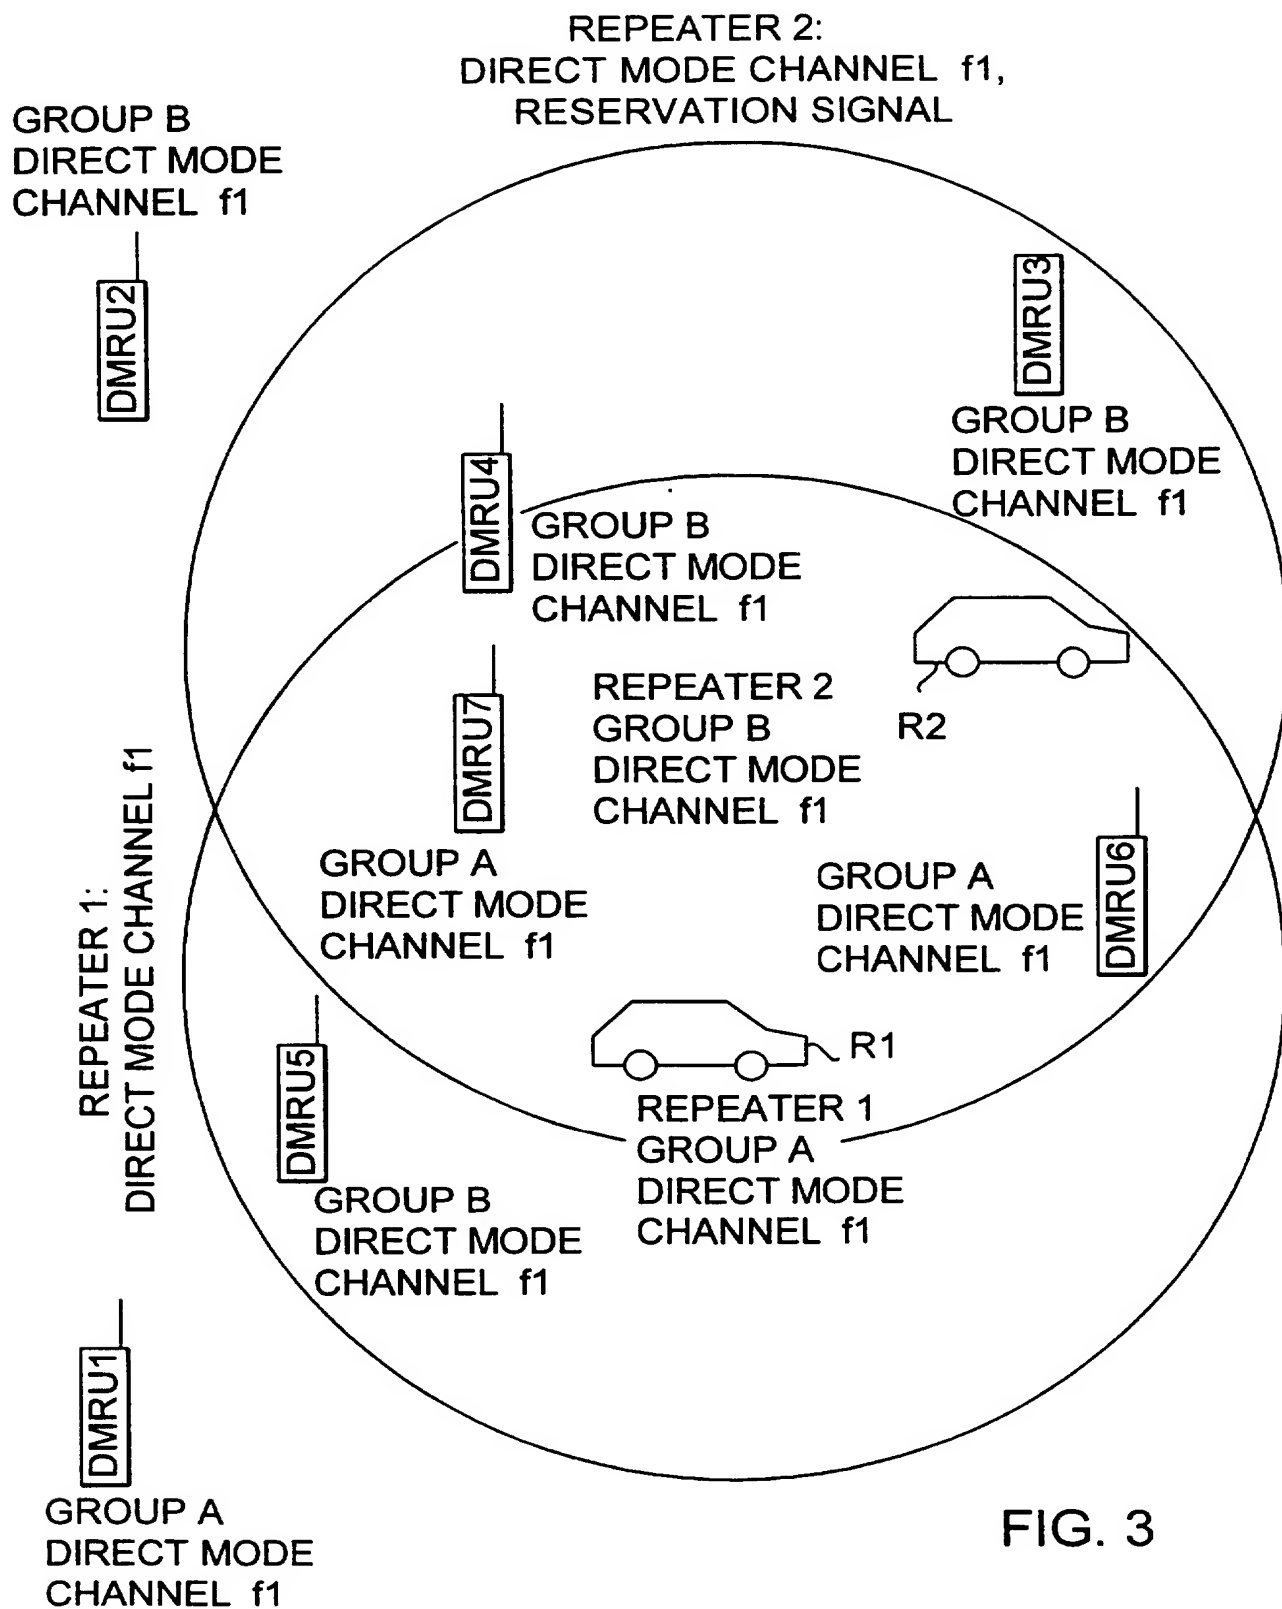 REPEATER 2:
DIRECT MODE CHANNEL f1,
RESERVATION SIGNAL
GROUP B
DIRECT MODE
CHANNEL f1
DMRU2
DMRU3
GROUP B
DIRECT MODE
CHANNEL f1
DMRU4
GROUP B
DIRECT MODE
CHANNEL f1
R2
DMRU7
REPEATER 2
GROUP B
DIRECT MODE
CHANNEL f1
REPEATER 1:
DIRECT MODE CHANNEL f1
GROUP A
DIRECT MODE
CHANNEL f1
GROUP A
DIRECT MODE
CHANNEL f1
DMRU6
R1
DMRU5
REPEATER 1
GROUP A
DIRECT MODE
CHANNEL f1
GROUP B
DIRECT MODE
CHANNEL f1
DMRU1
GROUP A
DIRECT MODE
CHANNEL f1
FIG. 3